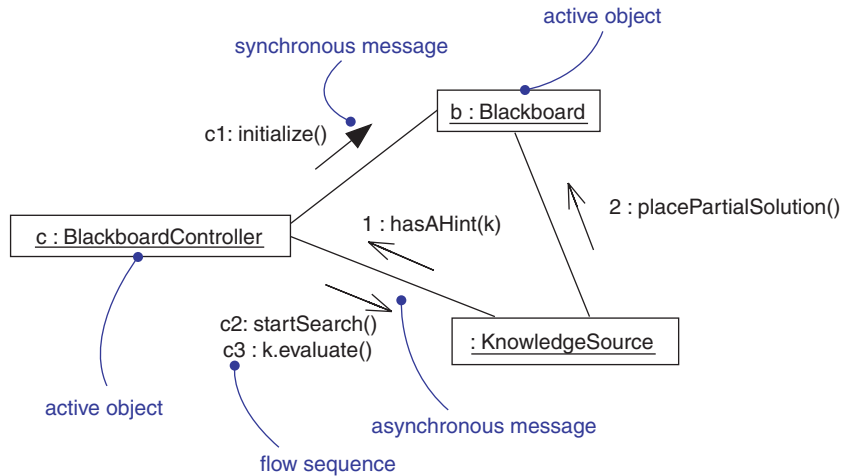 active object
synchronous message
b : Blackboard
c1: initialize()
2 : placePartialSolution()
1 : hasAHint(k)
c : BlackboardController
c2: startSearch()
c3 : k.evaluate()
: KnowledgeSource
active object
asynchronous message
flow sequence